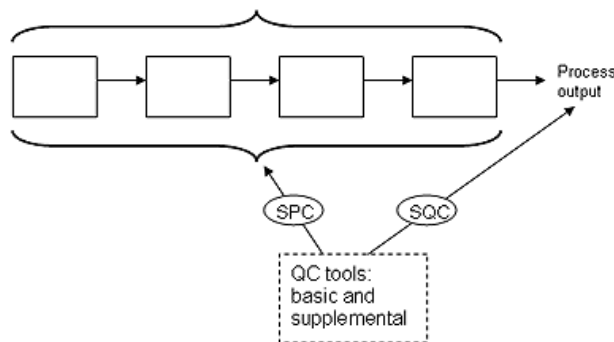 Process
output
SPC
SQC
QC tools:
basic and
supplemental